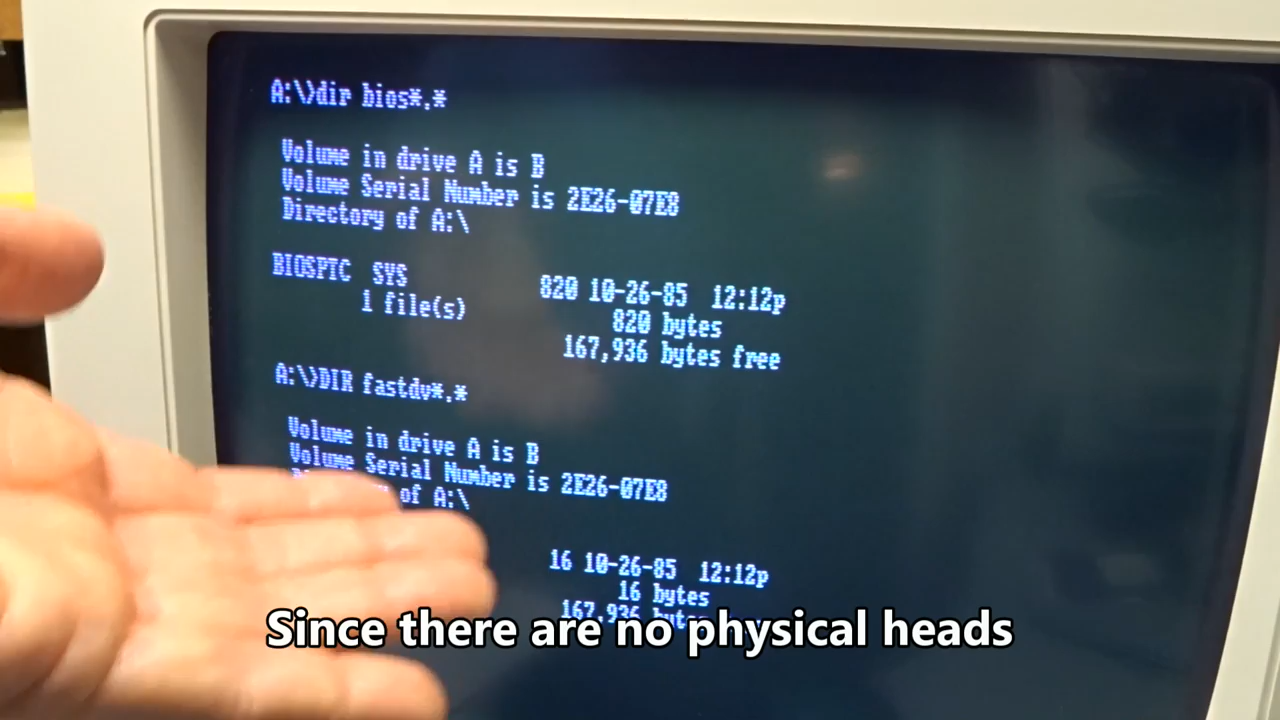 A:\>dir bios*.*
Volume in drive A is B
Volume Serial Number is 2E26-07E8
Directory of A:\
BIOSPIC SYS 820 10-26-85 12:12p
1 file(s) 820 bytes
167,936 bytes free
A:\>DIR fastdv*.*
Volume in drive A is B
Volume Serial Number is 2E26-07E8
of A:\
16 10-26-85 12:12p
16 bytes
167,936
Since there are no physical heads